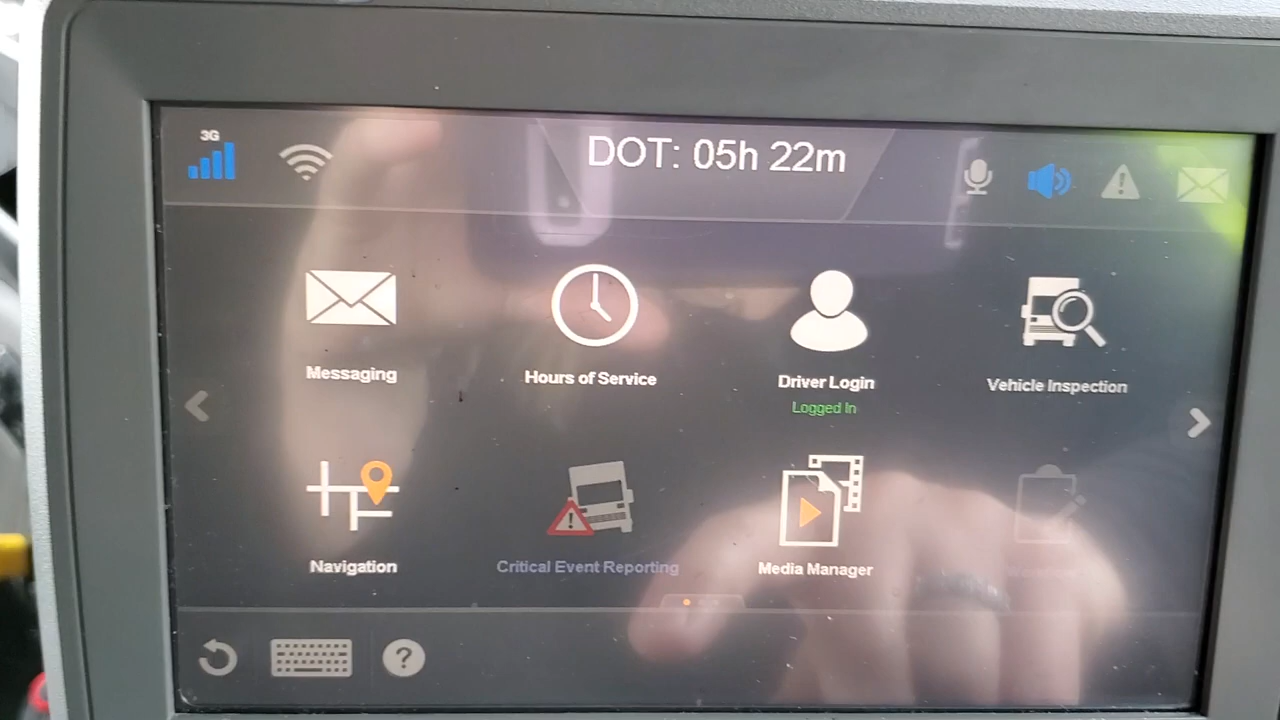 3G
DOT: 05h 22m
Messaging
Hours of Service
Driver Login
Logged In
Vehicle Inspection
Navigation
Critical Event Reporting
Media Manager
?